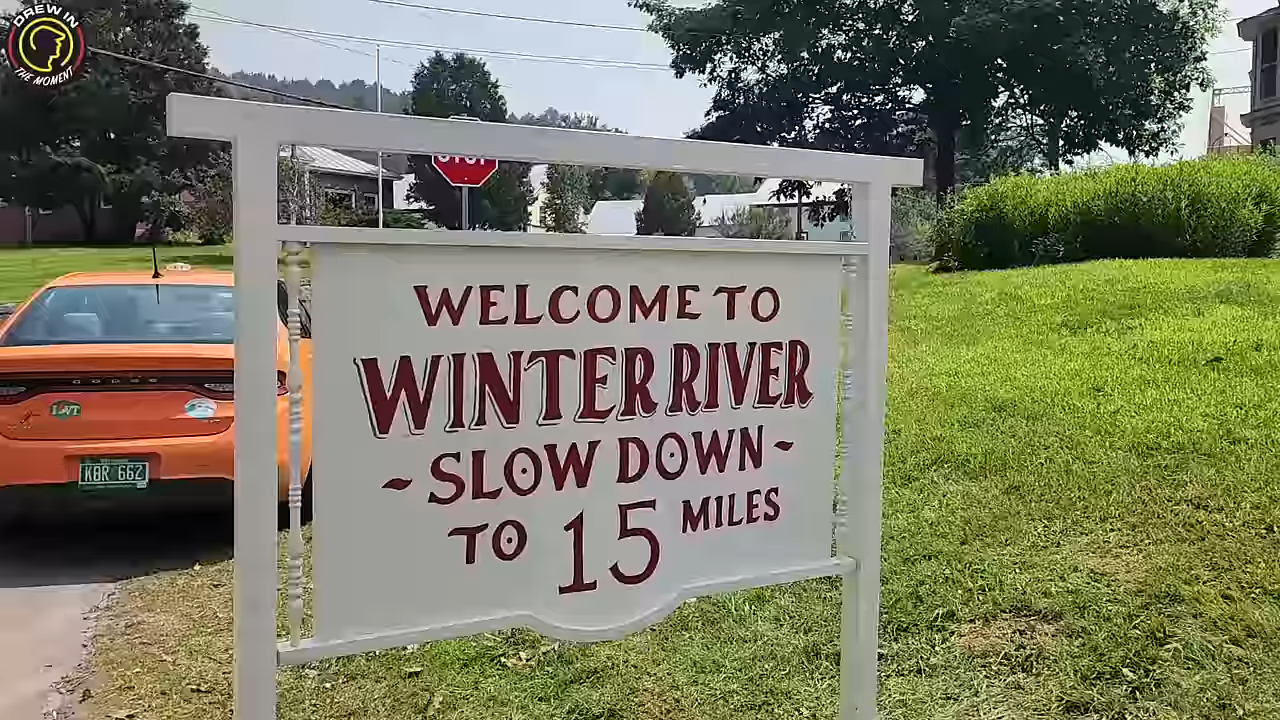 DREW IN
THE MOMENT
STOP
WELCOME TO
WINTER RIVER
~ SLOW DOWN ~
TO 15 MILES
DODGE
KBR 662